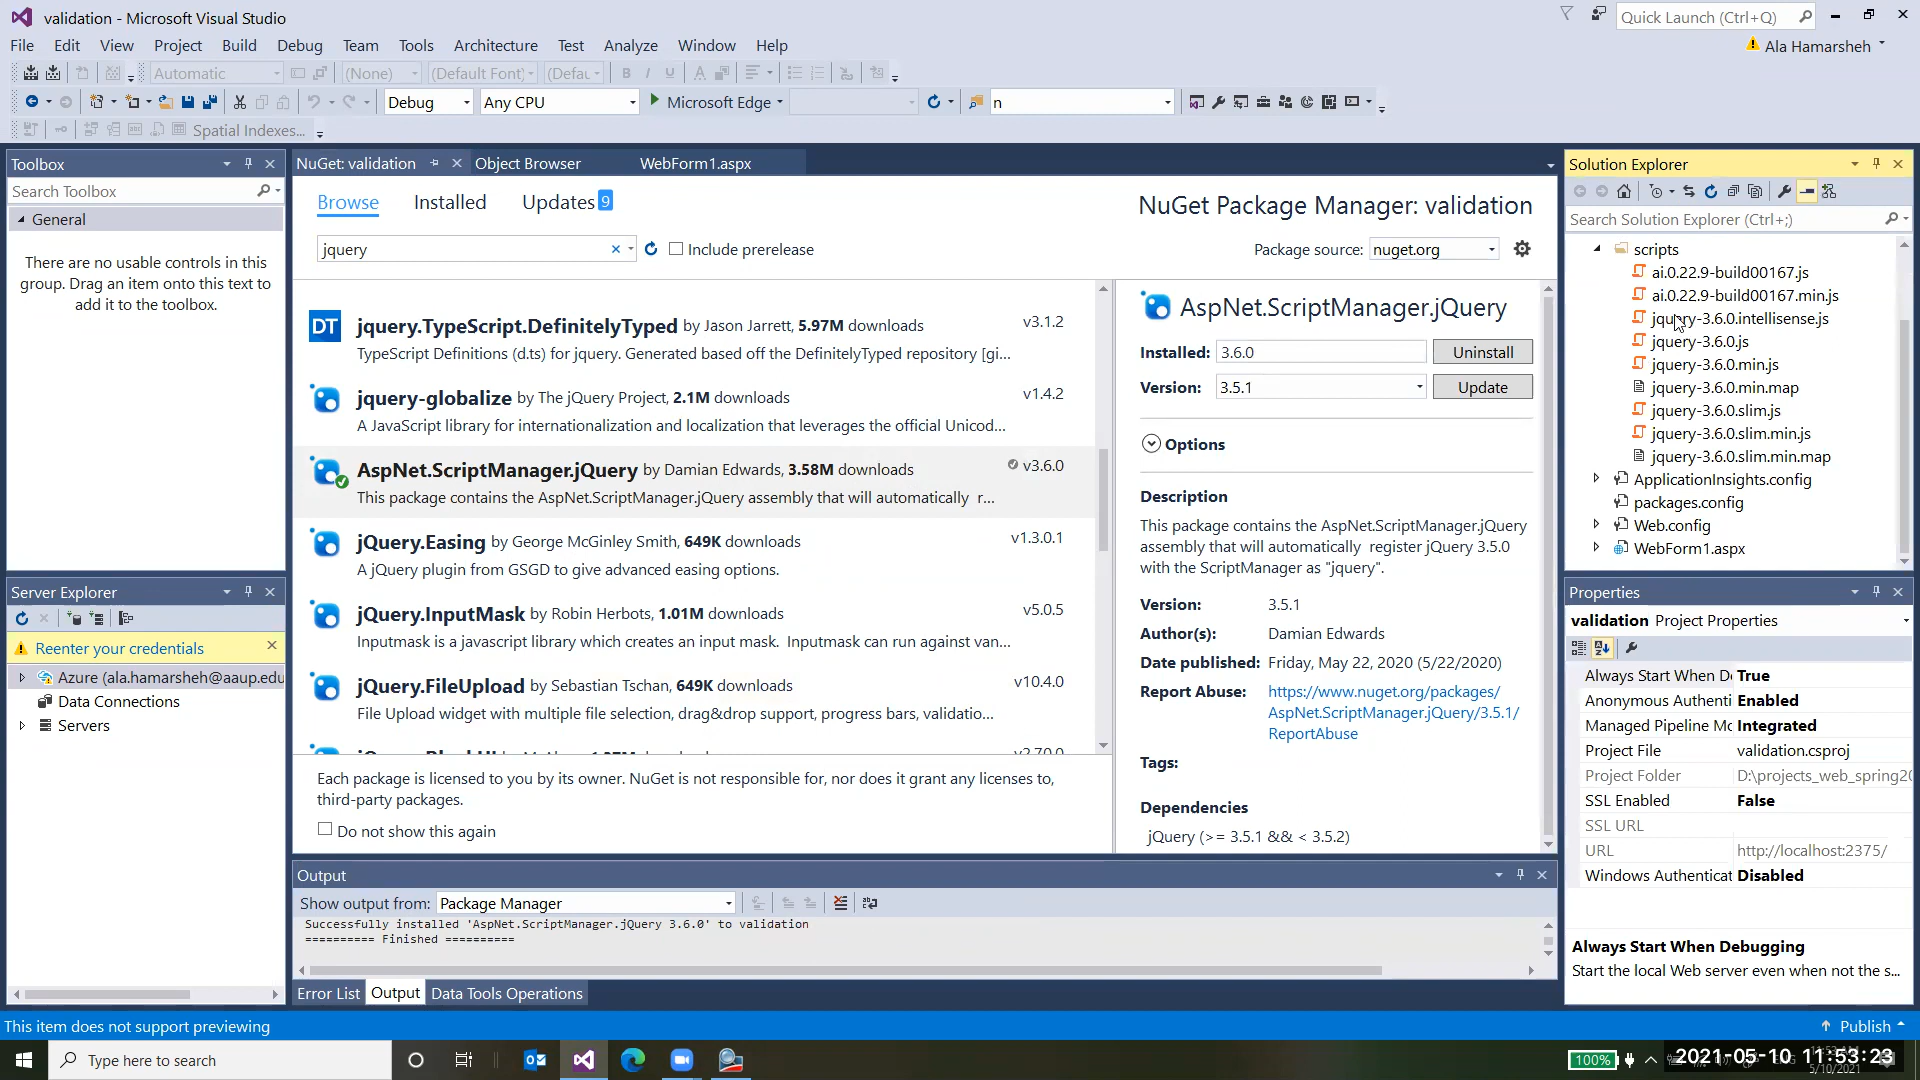 validation - Microsoft Visual Studio
Quick Launch (Ctrl+Q)
File Edit View Project Build Debug Team Tools Architecture Test Analyze Window Help
Ala Hamarsheh
Automatic (None) (Default Font) (Defau
Debug Any CPU Microsoft Edge n
Spatial Indexes...
Toolbox
Search Toolbox
General
There are no usable controls in this
group. Drag an item onto this text to
add it to the toolbox.
Server Explorer
Reenter your credentials
Azure (ala.hamarsheh@aaup.edu
Data Connections
Servers
NuGet: validation Object Browser WebForm1.aspx
Browse Installed Updates 9
NuGet Package Manager: validation
jquery Include prerelease
Package source: nuget.org
jquery.TypeScript.DefinitelyTyped by Jason Jarrett, 5.97M downloads v3.1.2
TypeScript Definitions (d.ts) for jquery. Generated based off the DefinitelyTyped repository [gi...
jquery-globalize by The jQuery Project, 2.1M downloads v1.4.2
A JavaScript library for internationalization and localization that leverages the official Unicod...
AspNet.ScriptManager.jQuery by Damian Edwards, 3.58M downloads v3.6.0
This package contains the AspNet.ScriptManager.jQuery assembly that will automatically r...
jQuery.Easing by George McGinley Smith, 649K downloads v1.3.0.1
A jQuery plugin from GSGD to give advanced easing options.
jQuery.InputMask by Robin Herbots, 1.01M downloads v5.0.5
Inputmask is a javascript library which creates an input mask. Inputmask can run against van...
jQuery.FileUpload by Sebastian Tschan, 649K downloads v10.4.0
File Upload widget with multiple file selection, drag&drop support, progress bars, validatio...
Each package is licensed to you by its owner. NuGet is not responsible for, nor does it grant any licenses to,
third-party packages.
Do not show this again
AspNet.ScriptManager.jQuery
Installed: 3.6.0 Uninstall
Version: 3.5.1 Update
Options
Description
This package contains the AspNet.ScriptManager.jQuery
assembly that will automatically register jQuery 3.5.0
with the ScriptManager as "jquery".
Version: 3.5.1
Author(s): Damian Edwards
Date published: Friday, May 22, 2020 (5/22/2020)
Report Abuse: https://www.nuget.org/packages/
AspNet.ScriptManager.jQuery/3.5.1/
ReportAbuse
Tags:
Dependencies
jQuery (>= 3.5.1 && < 3.5.2)
Output
Show output from: Package Manager
Successfully installed 'AspNet.ScriptManager.jQuery 3.6.0' to validation
========== Finished ==========
Error List Output Data Tools Operations
Solution Explorer
Search Solution Explorer (Ctrl+;)
scripts
ai.0.22.9-build00167.js
ai.0.22.9-build00167.min.js
jquery-3.6.0.intellisense.js
jquery-3.6.0.js
jquery-3.6.0.min.js
jquery-3.6.0.min.map
jquery-3.6.0.slim.js
jquery-3.6.0.slim.min.js
jquery-3.6.0.slim.min.map
ApplicationInsights.config
packages.config
Web.config
WebForm1.aspx
Properties
validation Project Properties
Always Start When De True
Anonymous Authenti Enabled
Managed Pipeline Mo Integrated
Project File validation.csproj
Project Folder D:\projects_web_spring20
SSL Enabled False
SSL URL
URL http://localhost:2375/
Windows Authenticat Disabled
Always Start When Debugging
Start the local Web server even when not the s...
This item does not support previewing
Publish
Type here to search
100%
2021-05-10 11:53:23
5/10/2021